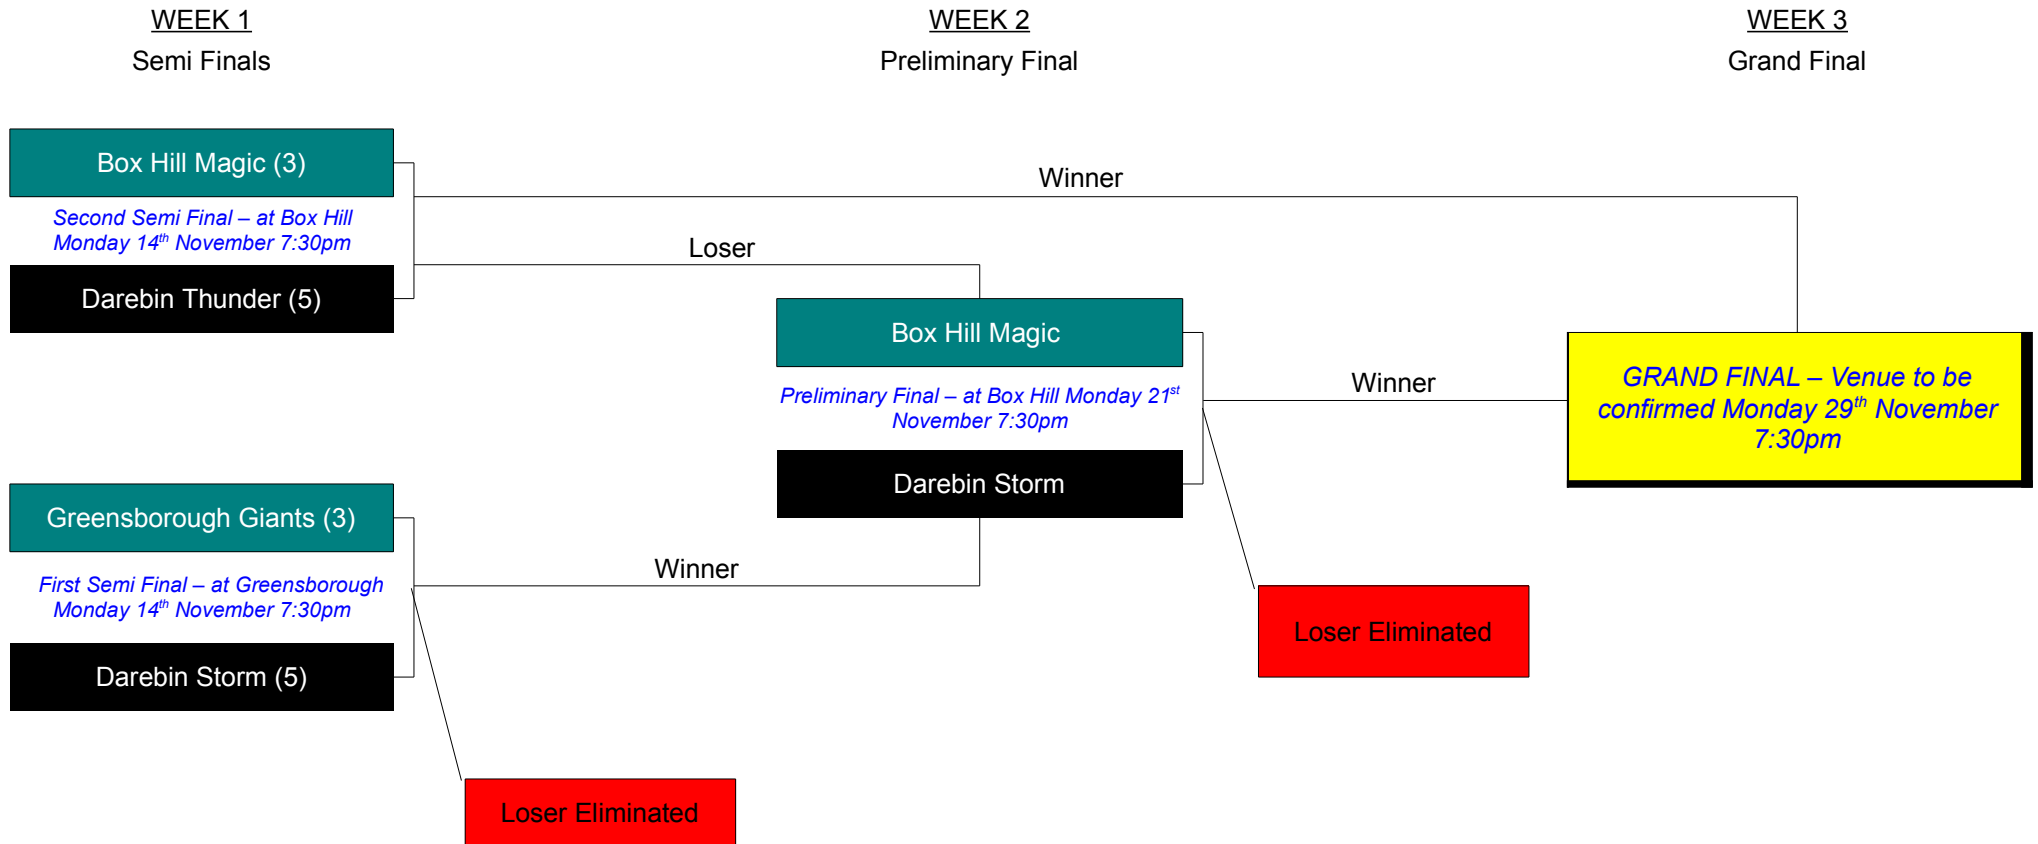 WEEK 1
Semi Finals
WEEK 2
Preliminary Final
WEEK 3
Grand Final
Box Hill Magic (3)
Second Semi Final – at Box Hill
Monday 14th November 7:30pm
Darebin Thunder (5)
Winner
Loser
Box Hill Magic
Preliminary Final – at Box Hill Monday 21st
November 7:30pm
Darebin Storm
Winner
GRAND FINAL – Venue to be
confirmed Monday 29th November
7:30pm
Greensborough Giants (3)
First Semi Final – at Greensborough
Monday 14th November 7:30pm
Darebin Storm (5)
Winner
Loser Eliminated
Loser Eliminated